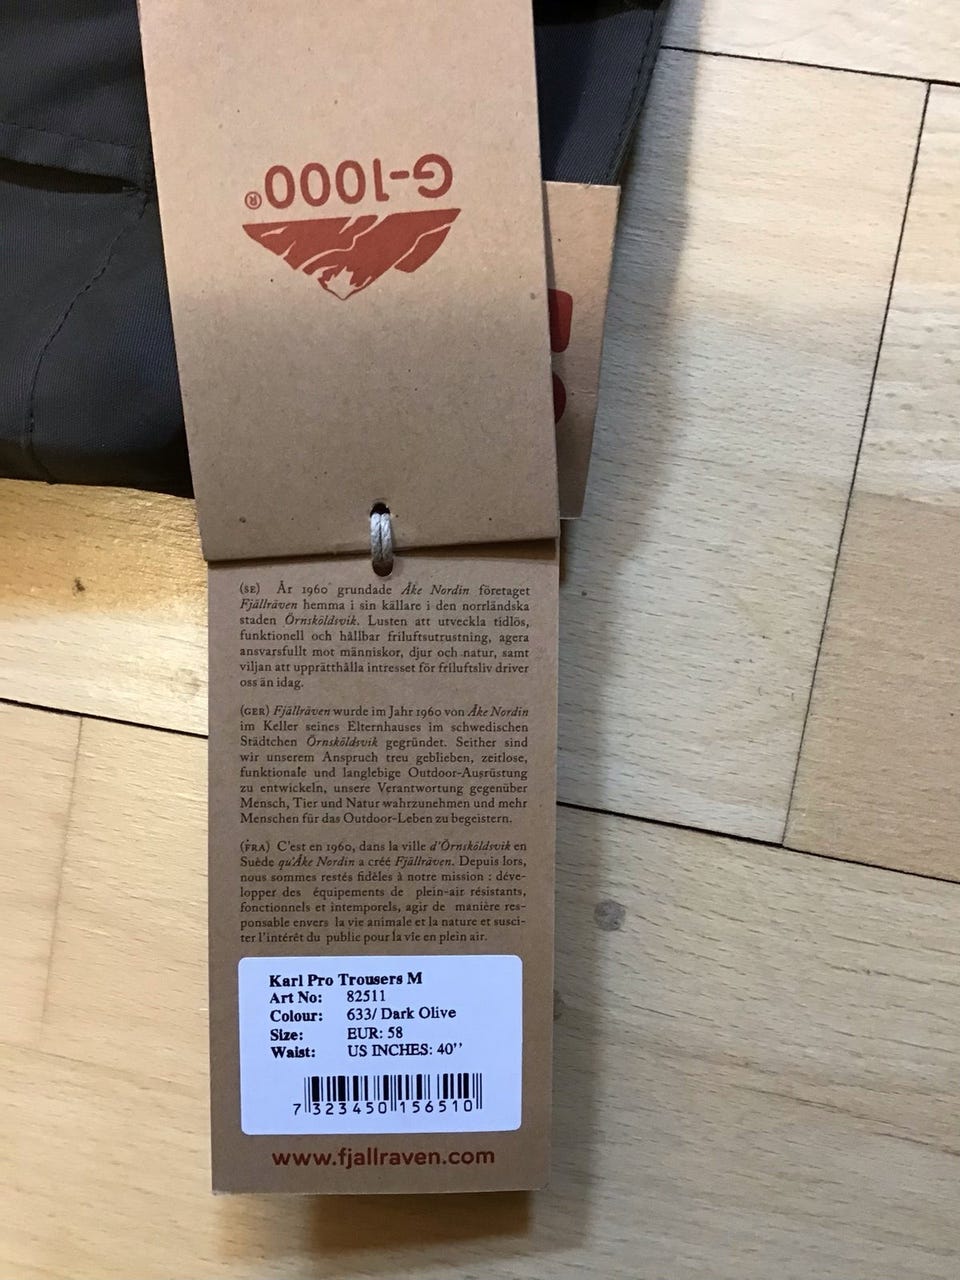 G-1000®
(SE) År 1960 grundade Åke Nordin företaget
Fjällräven hemma i sin källare i den norrländska
staden Örnsköldsvik. Lusten att utveckla tidlös,
funktionell och hållbar friluftsutrustning, agera
ansvarsfullt mot människor, djur och natur, samt
viljan att upprätthålla intresset för friluftsliv driver
oss än idag.
(GER) Fjällräven wurde im Jahr 1960 von Åke Nordin
im Keller seines Elternhauses im schwedischen
Städtchen Örnsköldsvik gegründet. Seither sind
wir unserem Anspruch treu geblieben, zeitlose,
funktionale und langlebige Outdoor-Ausrüstung
zu entwickeln, unsere Verantwortung gegenüber
Mensch, Tier und Natur wahrzunehmen und mehr
Menschen für das Outdoor-Leben zu begeistern.
(FRA) C'est en 1960, dans la ville d'Örnsköldsvik en
Suède qu'Åke Nordin a créé Fjällräven. Depuis lors,
nous sommes restés fidèles à notre mission : déve-
lopper des équipements de plein-air résistants,
fonctionnels et intemporels, agir de manière res-
ponsable envers la vie animale et la nature et susci-
ter l'intérêt du public pour la vie en plein air.
Karl Pro Trousers M
Art No: 82511
Colour: 633/ Dark Olive
Size: EUR: 58
Waist: US INCHES: 40''
7 323450 156510
www.fjallraven.com